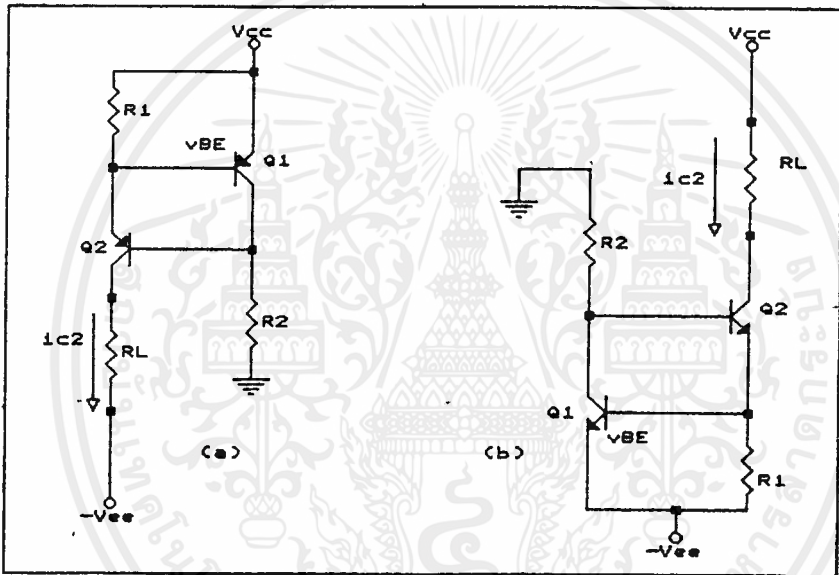 Vcc
R1
vBE
Q1
Q2
R2
ic2
RL
(a)
-Vee
Vcc
RL
ic2
R2
Q2
Q1
vBE
(b)
R1
-Vee